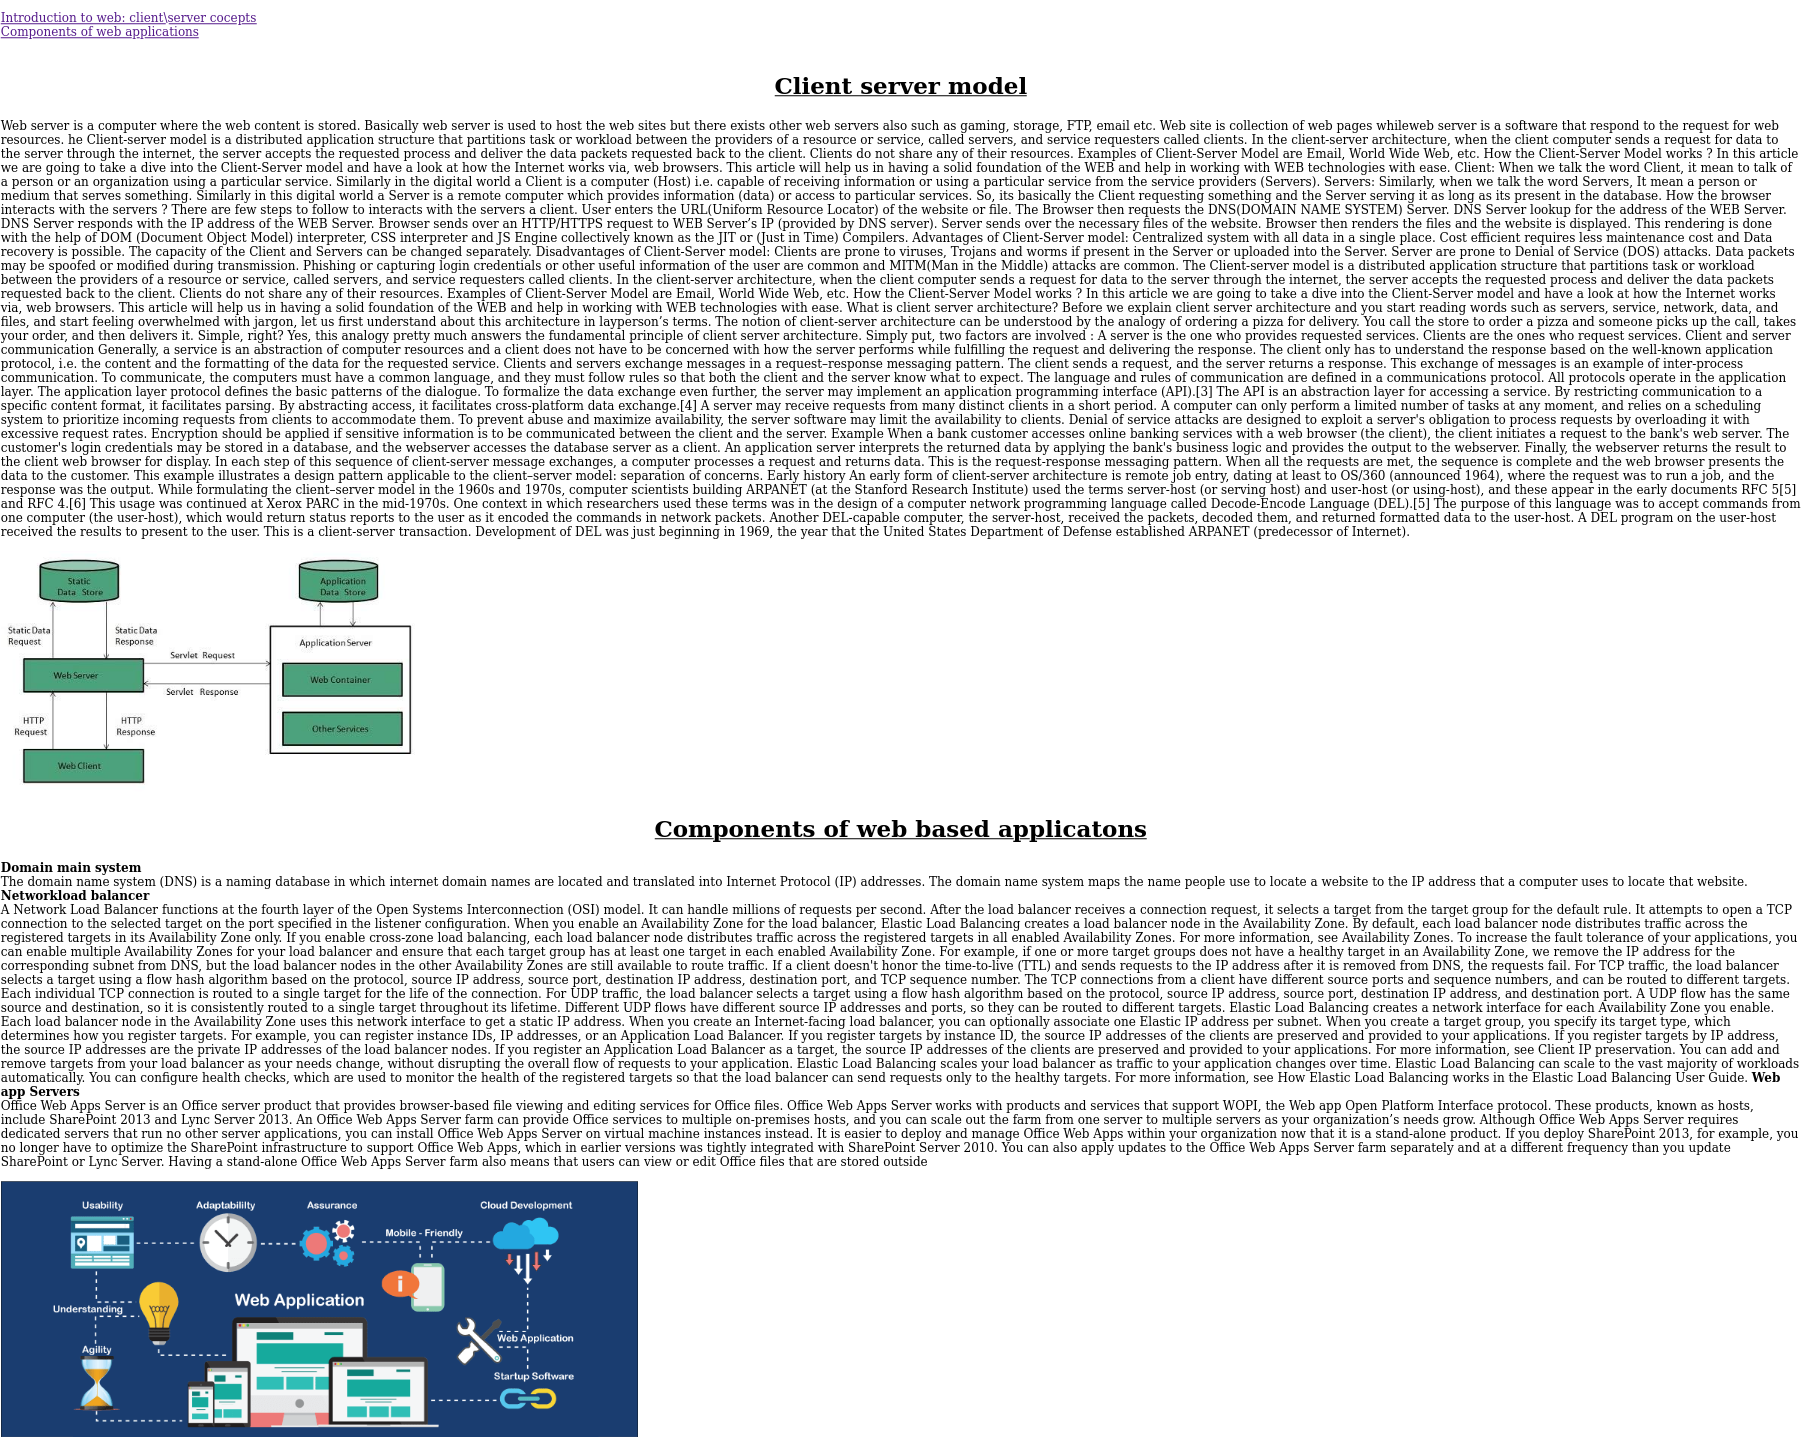 Introduction to web: client\server cocepts
Components of web applications
Client server model
Web server is a computer where the web content is stored. Basically web server is used to host the web sites but there exists other web servers also such as gaming, storage, FTP, email etc. Web site is collection of web pages whileweb server is a software that respond to the request for web
resources. he Client-server model is a distributed application structure that partitions task or workload between the providers of a resource or service, called servers, and service requesters called clients. In the client-server architecture, when the client computer sends a request for data to
the server through the internet, the server accepts the requested process and deliver the data packets requested back to the client. Clients do not share any of their resources. Examples of Client-Server Model are Email, World Wide Web, etc. How the Client-Server Model works ? In this article
we are going to take a dive into the Client-Server model and have a look at how the Internet works via, web browsers. This article will help us in having a solid foundation of the WEB and help in working with WEB technologies with ease. Client: When we talk the word Client, it mean to talk of
a person or an organization using a particular service. Similarly in the digital world a Client is a computer (Host) i.e. capable of receiving information or using a particular service from the service providers (Servers). Servers: Similarly, when we talk the word Servers, It mean a person or
medium that serves something. Similarly in this digital world a Server is a remote computer which provides information (data) or access to particular services. So, its basically the Client requesting something and the Server serving it as long as its present in the database. How the browser
interacts with the servers ? There are few steps to follow to interacts with the servers a client. User enters the URL(Uniform Resource Locator) of the website or file. The Browser then requests the DNS(DOMAIN NAME SYSTEM) Server. DNS Server lookup for the address of the WEB Server.
DNS Server responds with the IP address of the WEB Server. Browser sends over an HTTP/HTTPS request to WEB Server's IP (provided by DNS server). Server sends over the necessary files of the website. Browser then renders the files and the website is displayed. This rendering is done
with the help of DOM (Document Object Model) interpreter, CSS interpreter and JS Engine collectively known as the JIT or (Just in Time) Compilers. Advantages of Client-Server model: Centralized system with all data in a single place. Cost efficient requires less maintenance cost and Data
recovery is possible. The capacity of the Client and Servers can be changed separately. Disadvantages of Client-Server model: Clients are prone to viruses, Trojans and worms if present in the Server or uploaded into the Server. Server are prone to Denial of Service (DOS) attacks. Data packets
may be spoofed or modified during transmission. Phishing or capturing login credentials or other useful information of the user are common and MITM(Man in the Middle) attacks are common. The Client-server model is a distributed application structure that partitions task or workload
between the providers of a resource or service, called servers, and service requesters called clients. In the client-server architecture, when the client computer sends a request for data to the server through the internet, the server accepts the requested process and deliver the data packets
requested back to the client. Clients do not share any of their resources. Examples of Client-Server Model are Email, World Wide Web, etc. How the Client-Server Model works ? In this article we are going to take a dive into the Client-Server model and have a look at how the Internet works
via, web browsers. This article will help us in having a solid foundation of the WEB and help in working with WEB technologies with ease. What is client server architecture? Before we explain client server architecture and you start reading words such as servers, service, network, data, and
files, and start feeling overwhelmed with jargon, let us first understand about this architecture in layperson's terms. The notion of client-server architecture can be understood by the analogy of ordering a pizza for delivery. You call the store to order a pizza and someone picks up the call, takes
your order, and then delivers it. Simple, right? Yes, this analogy pretty much answers the fundamental principle of client server architecture. Simply put, two factors are involved : A server is the one who provides requested services. Clients are the ones who request services. Client and server
communication Generally, a service is an abstraction of computer resources and a client does not have to be concerned with how the server performs while fulfilling the request and delivering the response. The client only has to understand the response based on the well-known application
protocol, i.e. the content and the formatting of the data for the requested service. Clients and servers exchange messages in a request–response messaging pattern. The client sends a request, and the server returns a response. This exchange of messages is an example of inter-process
communication. To communicate, the computers must have a common language, and they must follow rules so that both the client and the server know what to expect. The language and rules of communication are defined in a communications protocol. All protocols operate in the application
layer. The application layer protocol defines the basic patterns of the dialogue. To formalize the data exchange even further, the server may implement an application programming interface (API).[3] The API is an abstraction layer for accessing a service. By restricting communication to a
specific content format, it facilitates parsing. By abstracting access, it facilitates cross-platform data exchange.[4] A server may receive requests from many distinct clients in a short period. A computer can only perform a limited number of tasks at any moment, and relies on a scheduling
system to prioritize incoming requests from clients to accommodate them. To prevent abuse and maximize availability, the server software may limit the availability to clients. Denial of service attacks are designed to exploit a server's obligation to process requests by overloading it with
excessive request rates. Encryption should be applied if sensitive information is to be communicated between the client and the server. Example When a bank customer accesses online banking services with a web browser (the client), the client initiates a request to the bank's web server. The
customer's login credentials may be stored in a database, and the webserver accesses the database server as a client. An application server interprets the returned data by applying the bank's business logic and provides the output to the webserver. Finally, the webserver returns the result to
the client web browser for display. In each step of this sequence of client-server message exchanges, a computer processes a request and returns data. This is the request-response messaging pattern. When all the requests are met, the sequence is complete and the web browser presents the
data to the customer. This example illustrates a design pattern applicable to the client–server model: separation of concerns. Early history An early form of client-server architecture is remote job entry, dating at least to OS/360 (announced 1964), where the request was to run a job, and the
response was the output. While formulating the client–server model in the 1960s and 1970s, computer scientists building ARPANET (at the Stanford Research Institute) used the terms server-host (or serving host) and user-host (or using-host), and these appear in the early documents RFC 5[5]
and RFC 4.[6] This usage was continued at Xerox PARC in the mid-1970s. One context in which researchers used these terms was in the design of a computer network programming language called Decode-Encode Language (DEL).[5] The purpose of this language was to accept commands from
one computer (the user-host), which would return status reports to the user as it encoded the commands in network packets. Another DEL-capable computer, the server-host, received the packets, decoded them, and returned formatted data to the user-host. A DEL program on the user-host
received the results to present to the user. This is a client-server transaction. Development of DEL was just beginning in 1969, the year that the United States Department of Defense established ARPANET (predecessor of Internet).
Static
Data Store
Application
Data Store
Static Data
Request
Static Data
Response
Application Server
Servlet Request
Web Server
Web Container
Servlet Response
HTTP
Request
HTTP
Response
Other Services
Web Client
Components of web based applicatons
Domain main system
The domain name system (DNS) is a naming database in which internet domain names are located and translated into Internet Protocol (IP) addresses. The domain name system maps the name people use to locate a website to the IP address that a computer uses to locate that website.
Networkload balancer
A Network Load Balancer functions at the fourth layer of the Open Systems Interconnection (OSI) model. It can handle millions of requests per second. After the load balancer receives a connection request, it selects a target from the target group for the default rule. It attempts to open a TCP
connection to the selected target on the port specified in the listener configuration. When you enable an Availability Zone for the load balancer, Elastic Load Balancing creates a load balancer node in the Availability Zone. By default, each load balancer node distributes traffic across the
registered targets in its Availability Zone only. If you enable cross-zone load balancing, each load balancer node distributes traffic across the registered targets in all enabled Availability Zones. For more information, see Availability Zones. To increase the fault tolerance of your applications, you
can enable multiple Availability Zones for your load balancer and ensure that each target group has at least one target in each enabled Availability Zone. For example, if one or more target groups does not have a healthy target in an Availability Zone, we remove the IP address for the
corresponding subnet from DNS, but the load balancer nodes in the other Availability Zones are still available to route traffic. If a client doesn't honor the time-to-live (TTL) and sends requests to the IP address after it is removed from DNS, the requests fail. For TCP traffic, the load balancer
selects a target using a flow hash algorithm based on the protocol, source IP address, source port, destination IP address, destination port, and TCP sequence number. The TCP connections from a client have different source ports and sequence numbers, and can be routed to different targets.
Each individual TCP connection is routed to a single target for the life of the connection. For UDP traffic, the load balancer selects a target using a flow hash algorithm based on the protocol, source IP address, source port, destination IP address, and destination port. A UDP flow has the same
source and destination, so it is consistently routed to a single target throughout its lifetime. Different UDP flows have different source IP addresses and ports, so they can be routed to different targets. Elastic Load Balancing creates a network interface for each Availability Zone you enable.
Each load balancer node in the Availability Zone uses this network interface to get a static IP address. When you create an Internet-facing load balancer, you can optionally associate one Elastic IP address per subnet. When you create a target group, you specify its target type, which
determines how you register targets. For example, you can register instance IDs, IP addresses, or an Application Load Balancer. If you register targets by instance ID, the source IP addresses of the clients are preserved and provided to your applications. If you register targets by IP address,
the source IP addresses are the private IP addresses of the load balancer nodes. If you register an Application Load Balancer as a target, the source IP addresses of the clients are preserved and provided to your applications. For more information, see Client IP preservation. You can add and
remove targets from your load balancer as your needs change, without disrupting the overall flow of requests to your application. Elastic Load Balancing scales your load balancer as traffic to your application changes over time. Elastic Load Balancing can scale to the vast majority of workloads
automatically. You can configure health checks, which are used to monitor the health of the registered targets so that the load balancer can send requests only to the healthy targets. For more information, see How Elastic Load Balancing works in the Elastic Load Balancing User Guide. Web
app Servers
Office Web Apps Server is an Office server product that provides browser-based file viewing and editing services for Office files. Office Web Apps Server works with products and services that support WOPI, the Web app Open Platform Interface protocol. These products, known as hosts,
include SharePoint 2013 and Lync Server 2013. An Office Web Apps Server farm can provide Office services to multiple on-premises hosts, and you can scale out the farm from one server to multiple servers as your organization's needs grow. Although Office Web Apps Server requires
dedicated servers that run no other server applications, you can install Office Web Apps Server on virtual machine instances instead. It is easier to deploy and manage Office Web Apps within your organization now that it is a stand-alone product. If you deploy SharePoint 2013, for example, you
no longer have to optimize the SharePoint infrastructure to support Office Web Apps, which in earlier versions was tightly integrated with SharePoint Server 2010. You can also apply updates to the Office Web Apps Server farm separately and at a different frequency than you update
SharePoint or Lync Server. Having a stand-alone Office Web Apps Server farm also means that users can view or edit Office files that are stored outside
Usability
Adaptability
Assurance
Cloud Development
Mobile - Friendly
Understanding
Web Application
Web Application
Agility
Startup Software